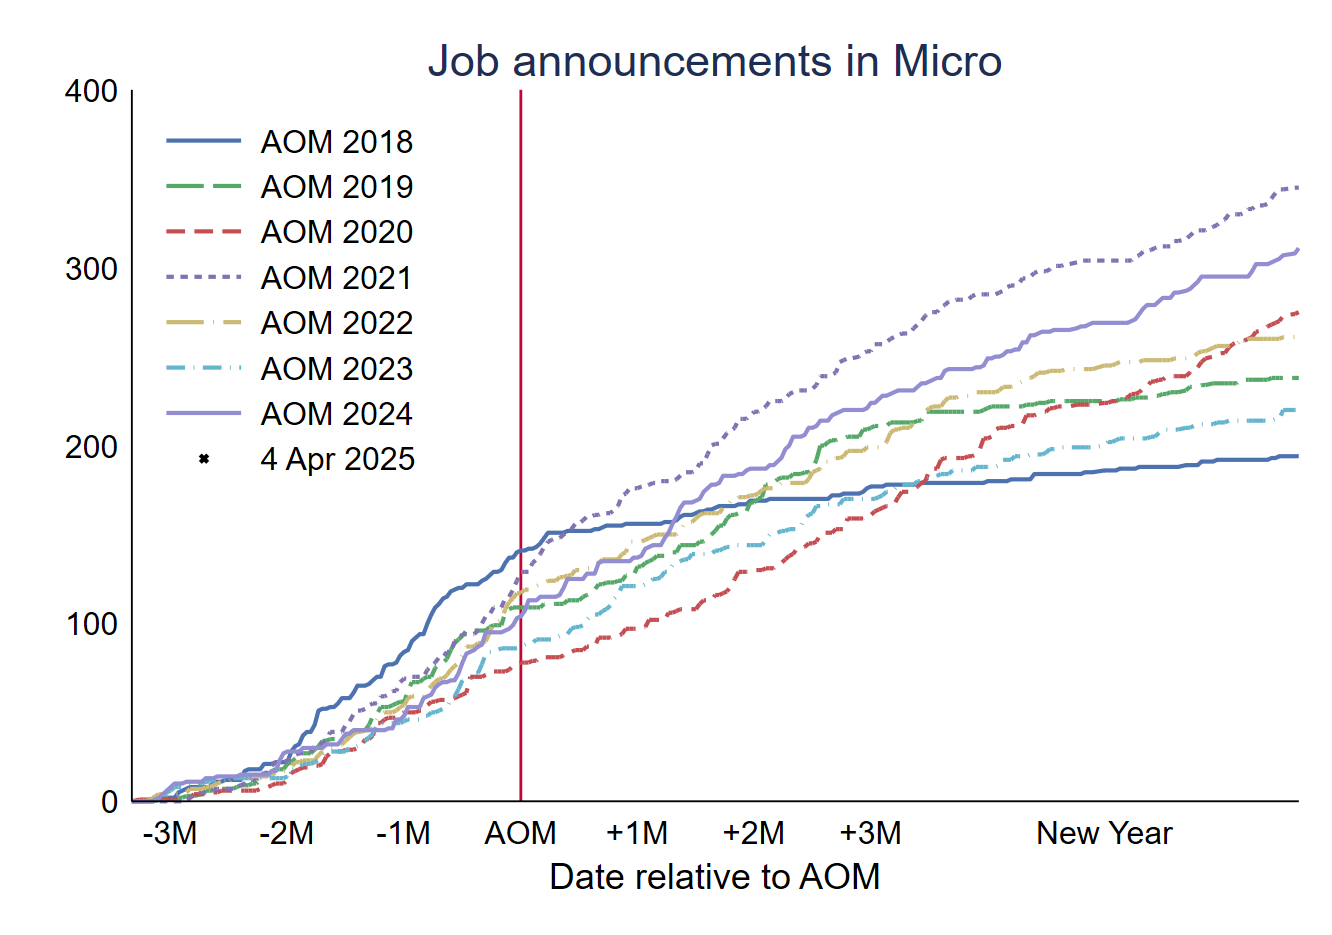 Job announcements in Micro
400
300
200
100
0
AOM 2018
AOM 2019
AOM 2020
AOM 2021
AOM 2022
AOM 2023
AOM 2024
4 Apr 2025
-3M -2M -1M AOM +1M +2M +3M New Year
Date relative to AOM